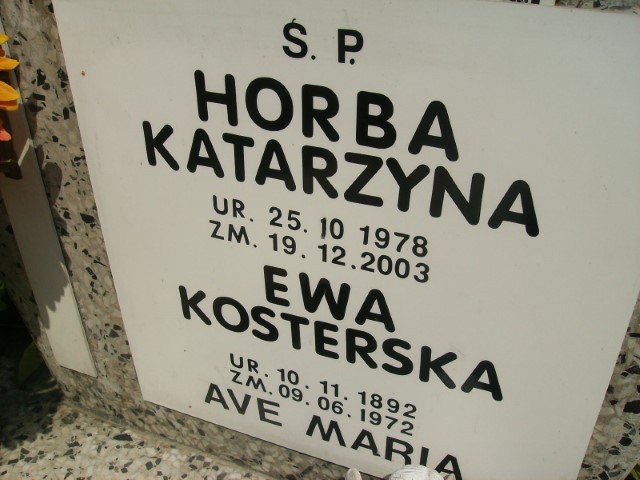 Ś. P.
HORBA
KATARZYNA
UR. 25. 10 1978
ZM. 19. 12. 2003
EWA
KOSTERSKA
UR. 10. 11. 1892
ZM. 09. 06. 1972
AVE MARIA